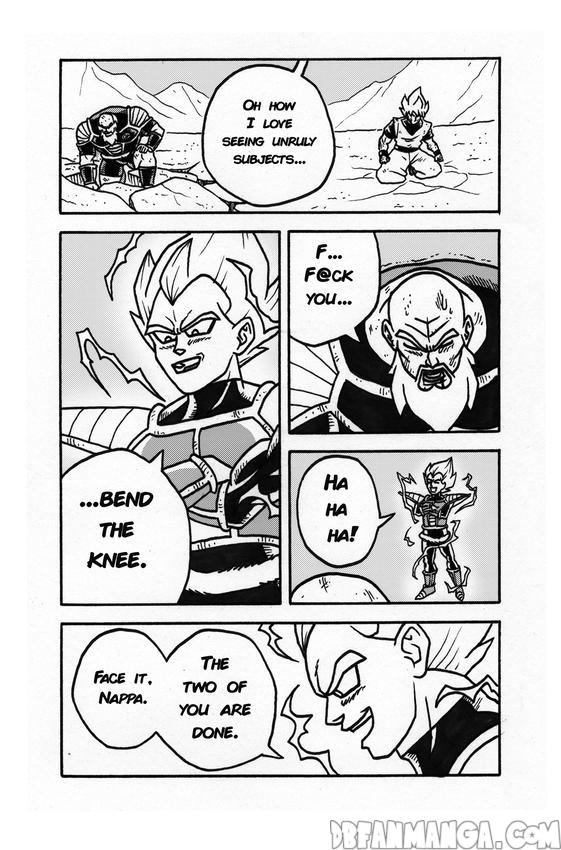 OH HOW
I LOVE
SEEING UNRULY
SUBJECTS...
...BEND
THE
KNEE.
F...
F@CK
YOU...
HA
HA
HA!
FACE IT,
NAPPA.
THE
TWO OF
YOU ARE
DONE.
DBFANMANGA.COM